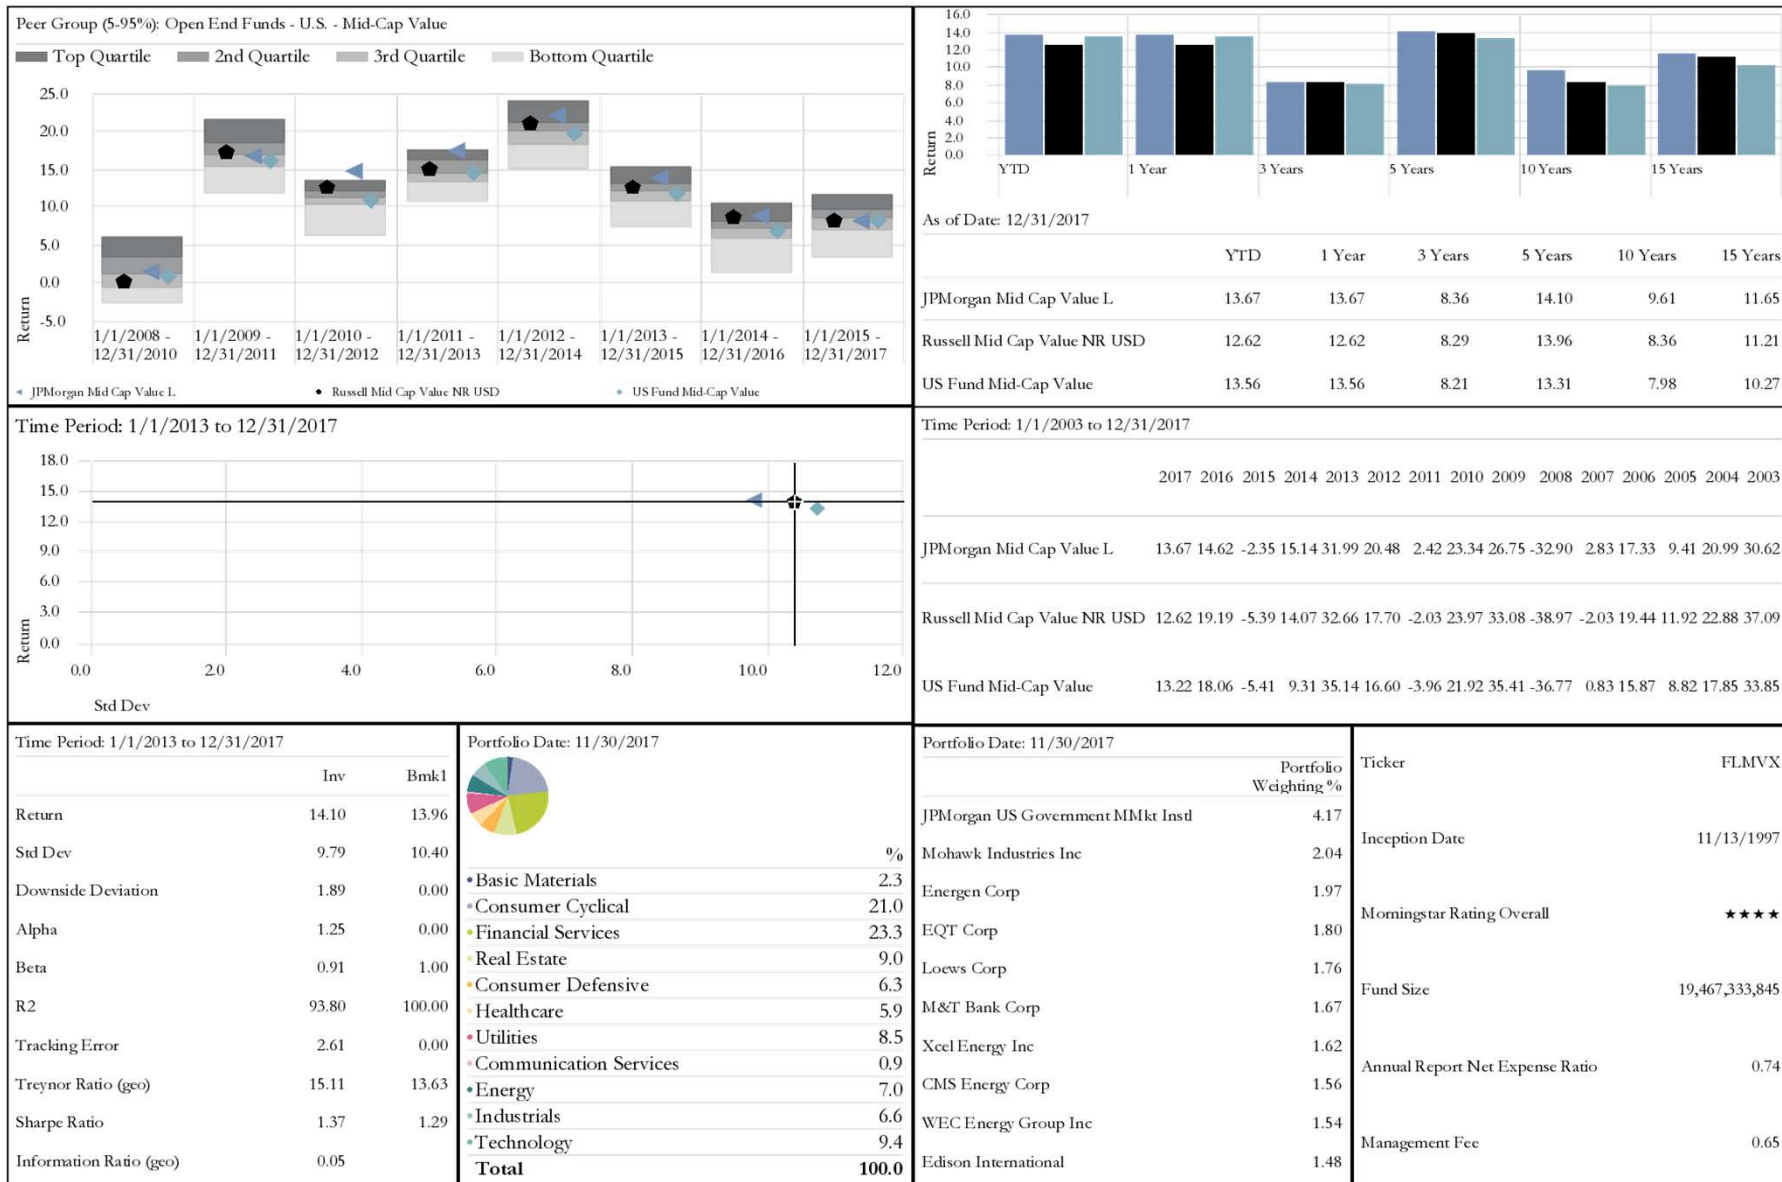 Peer Group (5-95%): Open End Funds - U.S. - Mid-Cap Value
Top Quartile 2nd Quartile 3rd Quartile Bottom Quartile
25.0
20.0
15.0
10.0
5.0
0.0
-5.0
Return
1/1/2008 - 1/1/2009 - 1/1/2010 - 1/1/2011 - 1/1/2012 - 1/1/2013 - 1/1/2014 - 1/1/2015 -
12/31/2010 12/31/2011 12/31/2012 12/31/2013 12/31/2014 12/31/2015 12/31/2016 12/31/2017
JPMorgan Mid Cap Value L Russell Mid Cap Value NR USD US Fund Mid-Cap Value
16.0
14.0
12.0
10.0
8.0
6.0
4.0
2.0
0.0
Return
YTD 1 Year 3 Years 5 Years 10 Years 15 Years
As of Date: 12/31/2017
YTD 1 Year 3 Years 5 Years 10 Years 15 Years
JPMorgan Mid Cap Value L 13.67 13.67 8.36 14.10 9.61 11.65
Russell Mid Cap Value NR USD 12.62 12.62 8.29 13.96 8.36 11.21
US Fund Mid-Cap Value 13.56 13.56 8.21 13.31 7.98 10.27
Time Period: 1/1/2013 to 12/31/2017
18.0
15.0
12.0
9.0
6.0
3.0
0.0
Return
0.0 2.0 4.0 6.0 8.0 10.0 12.0
Std Dev
Time Period: 1/1/2003 to 12/31/2017
2017 2016 2015 2014 2013 2012 2011 2010 2009 2008 2007 2006 2005 2004 2003
JPMorgan Mid Cap Value L 13.67 14.62 -2.35 15.14 31.99 20.48 2.42 23.34 26.75 -32.90 2.83 17.33 9.41 20.99 30.62
Russell Mid Cap Value NR USD 12.62 19.19 -5.39 14.07 32.66 17.70 -2.03 23.97 33.08 -38.97 -2.03 19.44 11.92 22.88 37.09
US Fund Mid-Cap Value 13.22 18.06 -5.41 9.31 35.14 16.60 -3.96 21.92 35.41 -36.77 0.83 15.87 8.82 17.85 33.85
Time Period: 1/1/2013 to 12/31/2017
Inv Bmk1
Return 14.10 13.96
Std Dev 9.79 10.40
Downside Deviation 1.89 0.00
Alpha 1.25 0.00
Beta 0.91 1.00
R2 93.80 100.00
Tracking Error 2.61 0.00
Treynor Ratio (geo) 15.11 13.63
Sharpe Ratio 1.37 1.29
Information Ratio (geo) 0.05
Portfolio Date: 11/30/2017
%
Basic Materials 2.3
Consumer Cyclical 21.0
Financial Services 23.3
Real Estate 9.0
Consumer Defensive 6.3
Healthcare 5.9
Utilities 8.5
Communication Services 0.9
Energy 7.0
Industrials 6.6
Technology 9.4
Total 100.0
Portfolio Date: 11/30/2017
Portfolio
Weighting %
JPMorgan US Government MMkt Instl 4.17
Mohawk Industries Inc 2.04
Energen Corp 1.97
EQT Corp 1.80
Loews Corp 1.76
M&T Bank Corp 1.67
Xcel Energy Inc 1.62
CMS Energy Corp 1.56
WEC Energy Group Inc 1.54
Edison International 1.48
Ticker FLMVX
Inception Date 11/13/1997
Morningstar Rating Overall ★★★★
Fund Size 19,467,333,845
Annual Report Net Expense Ratio 0.74
Management Fee 0.65